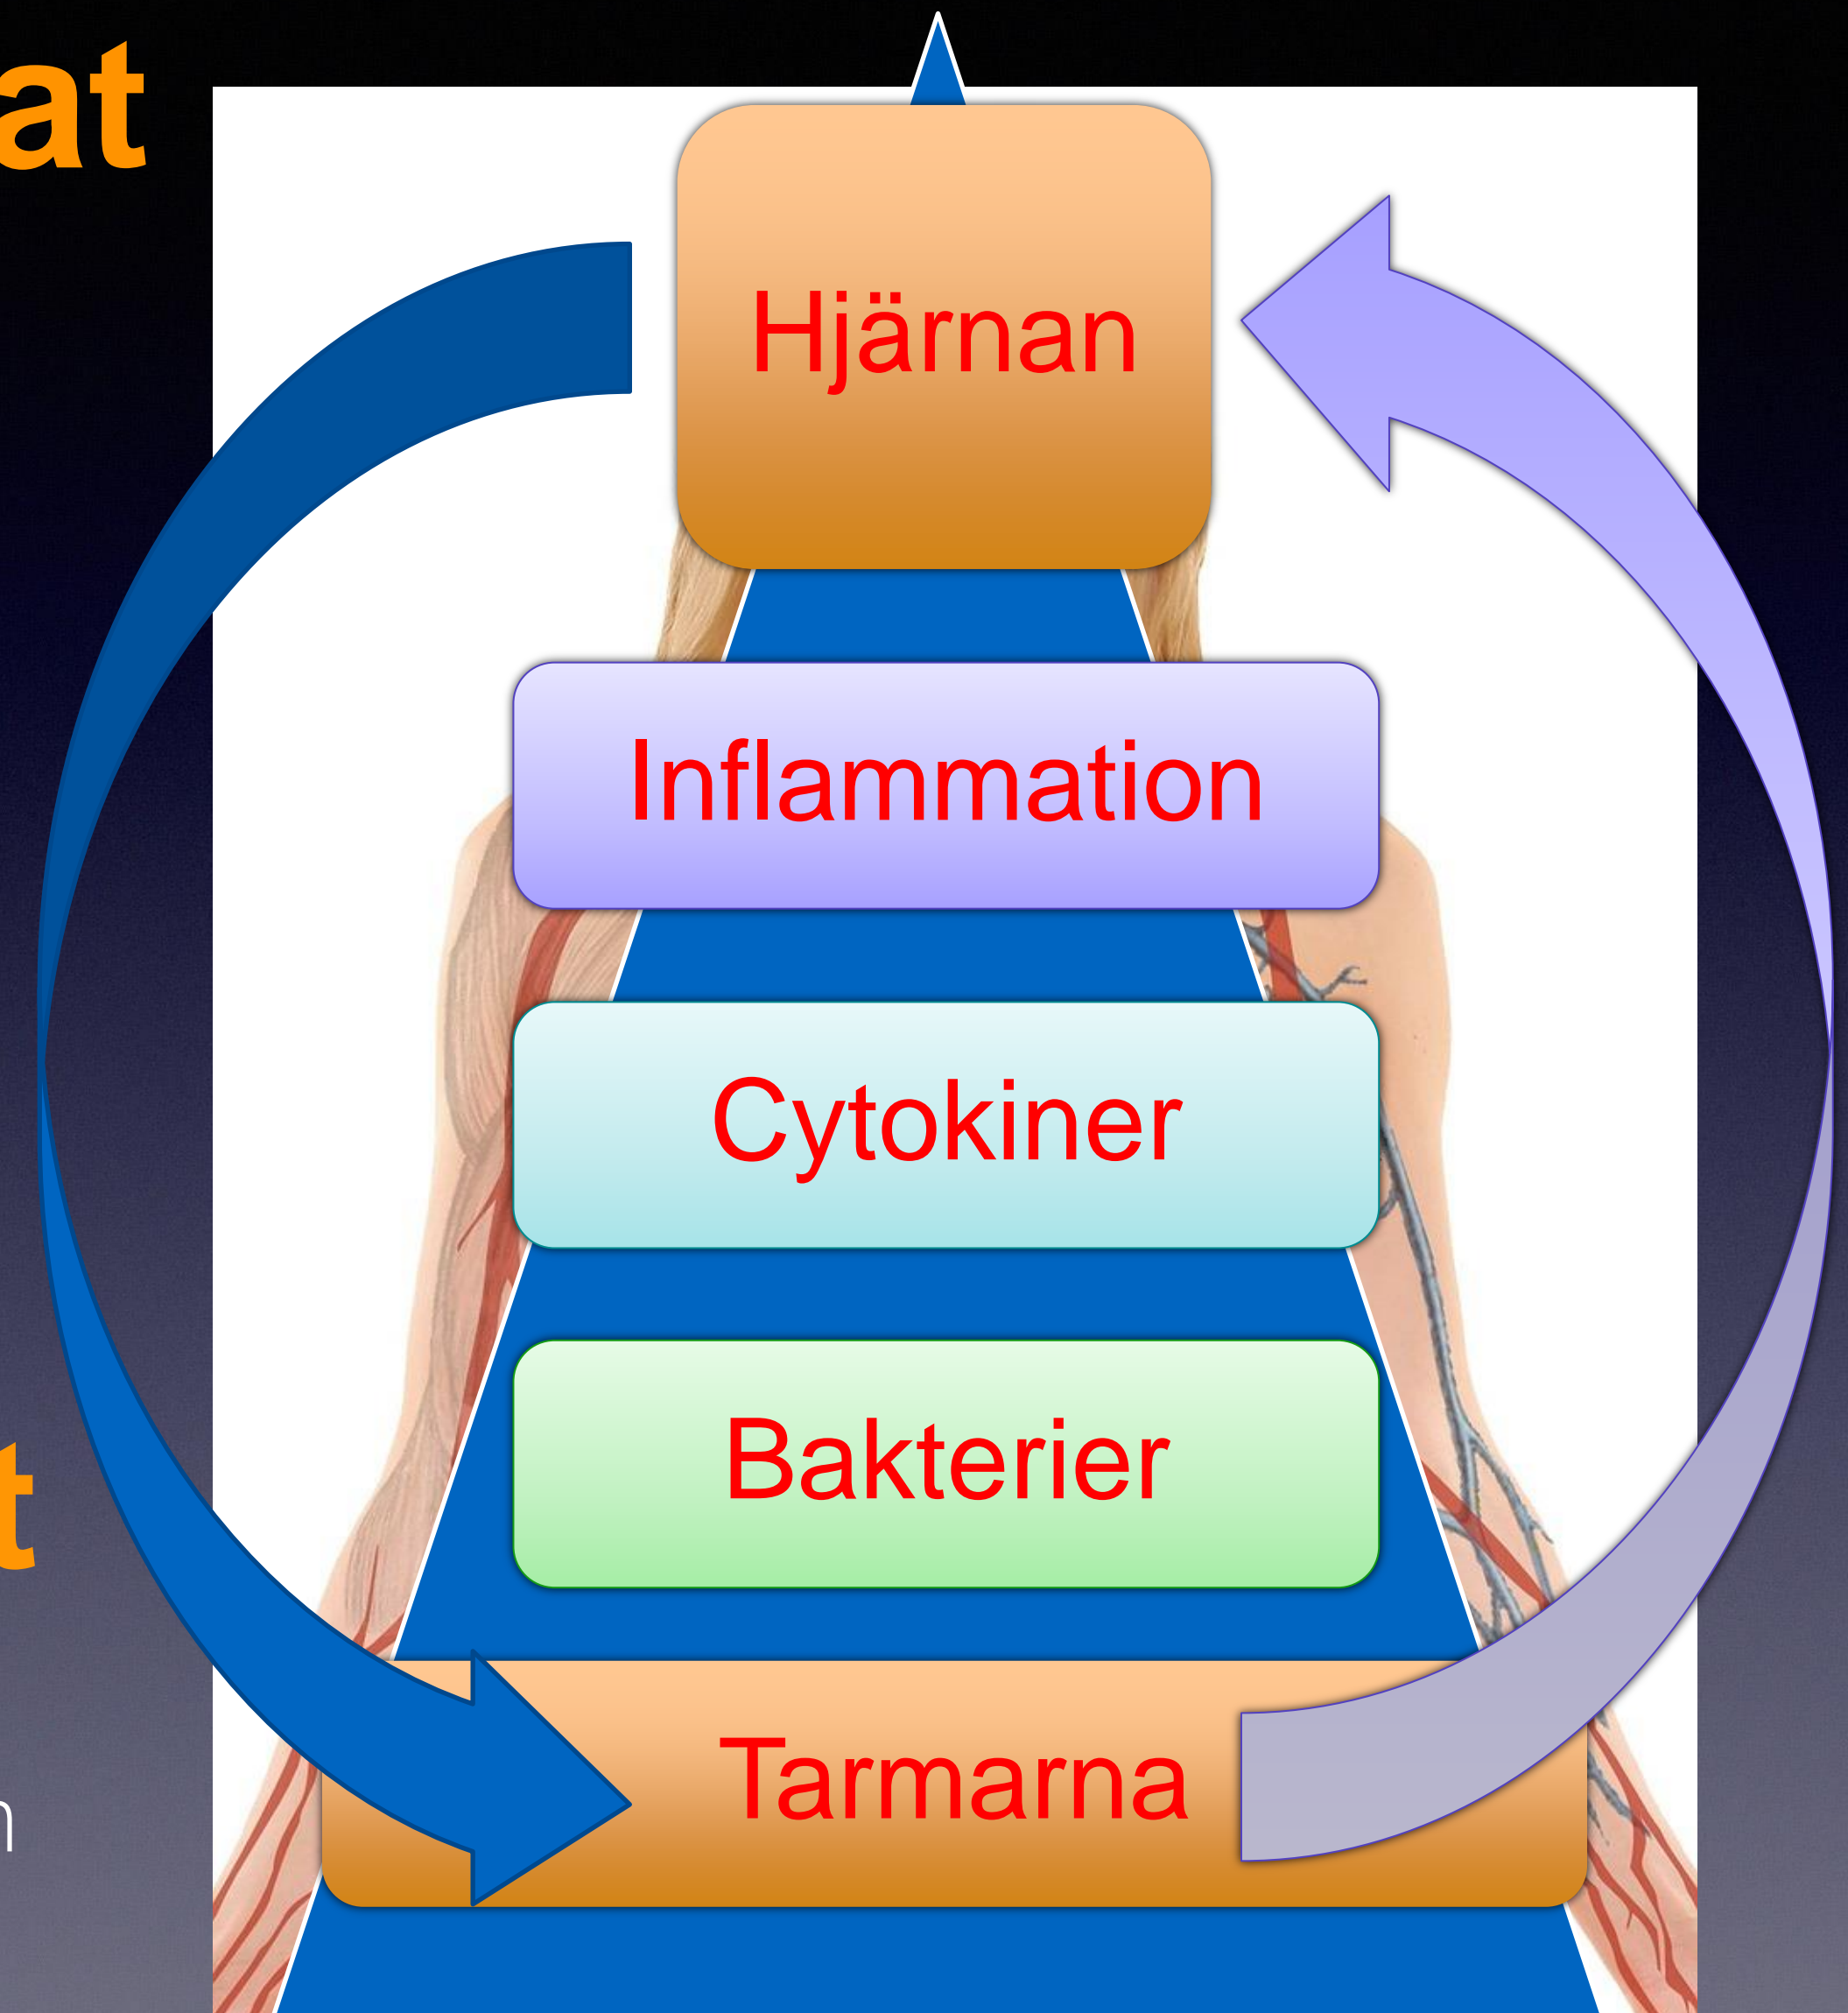 at
Hjärnan
Inflammation
Cytokiner
Bakterier
t
Tarmarna
n